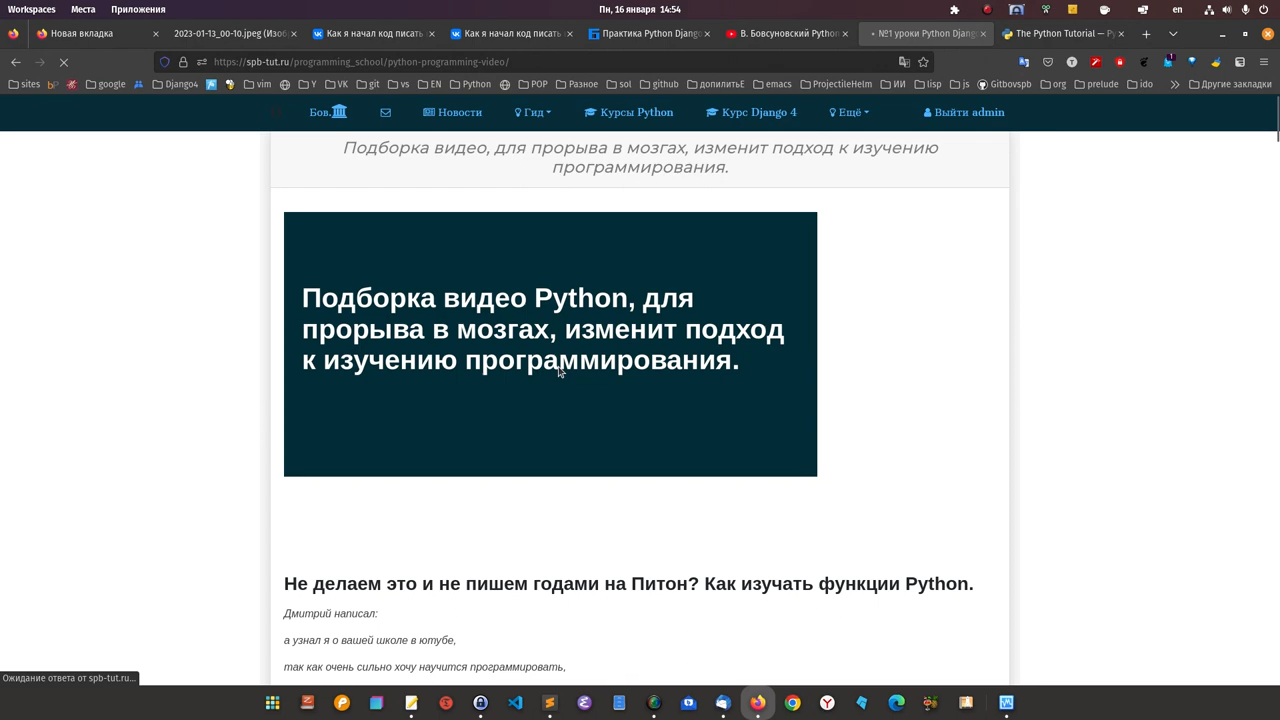 Workspaces Места Приложения Пн, 16 января 14:54 en
Новая вкладка 2023-01-13_00-10.jpeg (Изоб Как я начал код писать Как я начал код писать Практика Python Django В. Бовсуновский Python №1 уроки Python Django The Python Tutorial — Py
https://spb-tut.ru/programming_school/python-programming-video/
sites bp google Django4 vim Y VK git vs EN Python POP Разное sol github допилитьЕ emacs ProjectileHelm ИИ lisp js Gitbovspb org prelude ido Другие закладки
Бов. Новости Гид Курсы Python Курс Django 4 Ещё Выйти admin
Подборка видео, для прорыва в мозгах, изменит подход к изучению
программирования.
Подборка видео Python, для
прорыва в мозгах, изменит подход
к изучению программирования.
Не делаем это и не пишем годами на Питон? Как изучать функции Python.
Дмитрий написал:
а узнал я о вашей школе в ютубе,
так как очень сильно хочу научится программировать,
Ожидание ответа от spb-tut.ru...